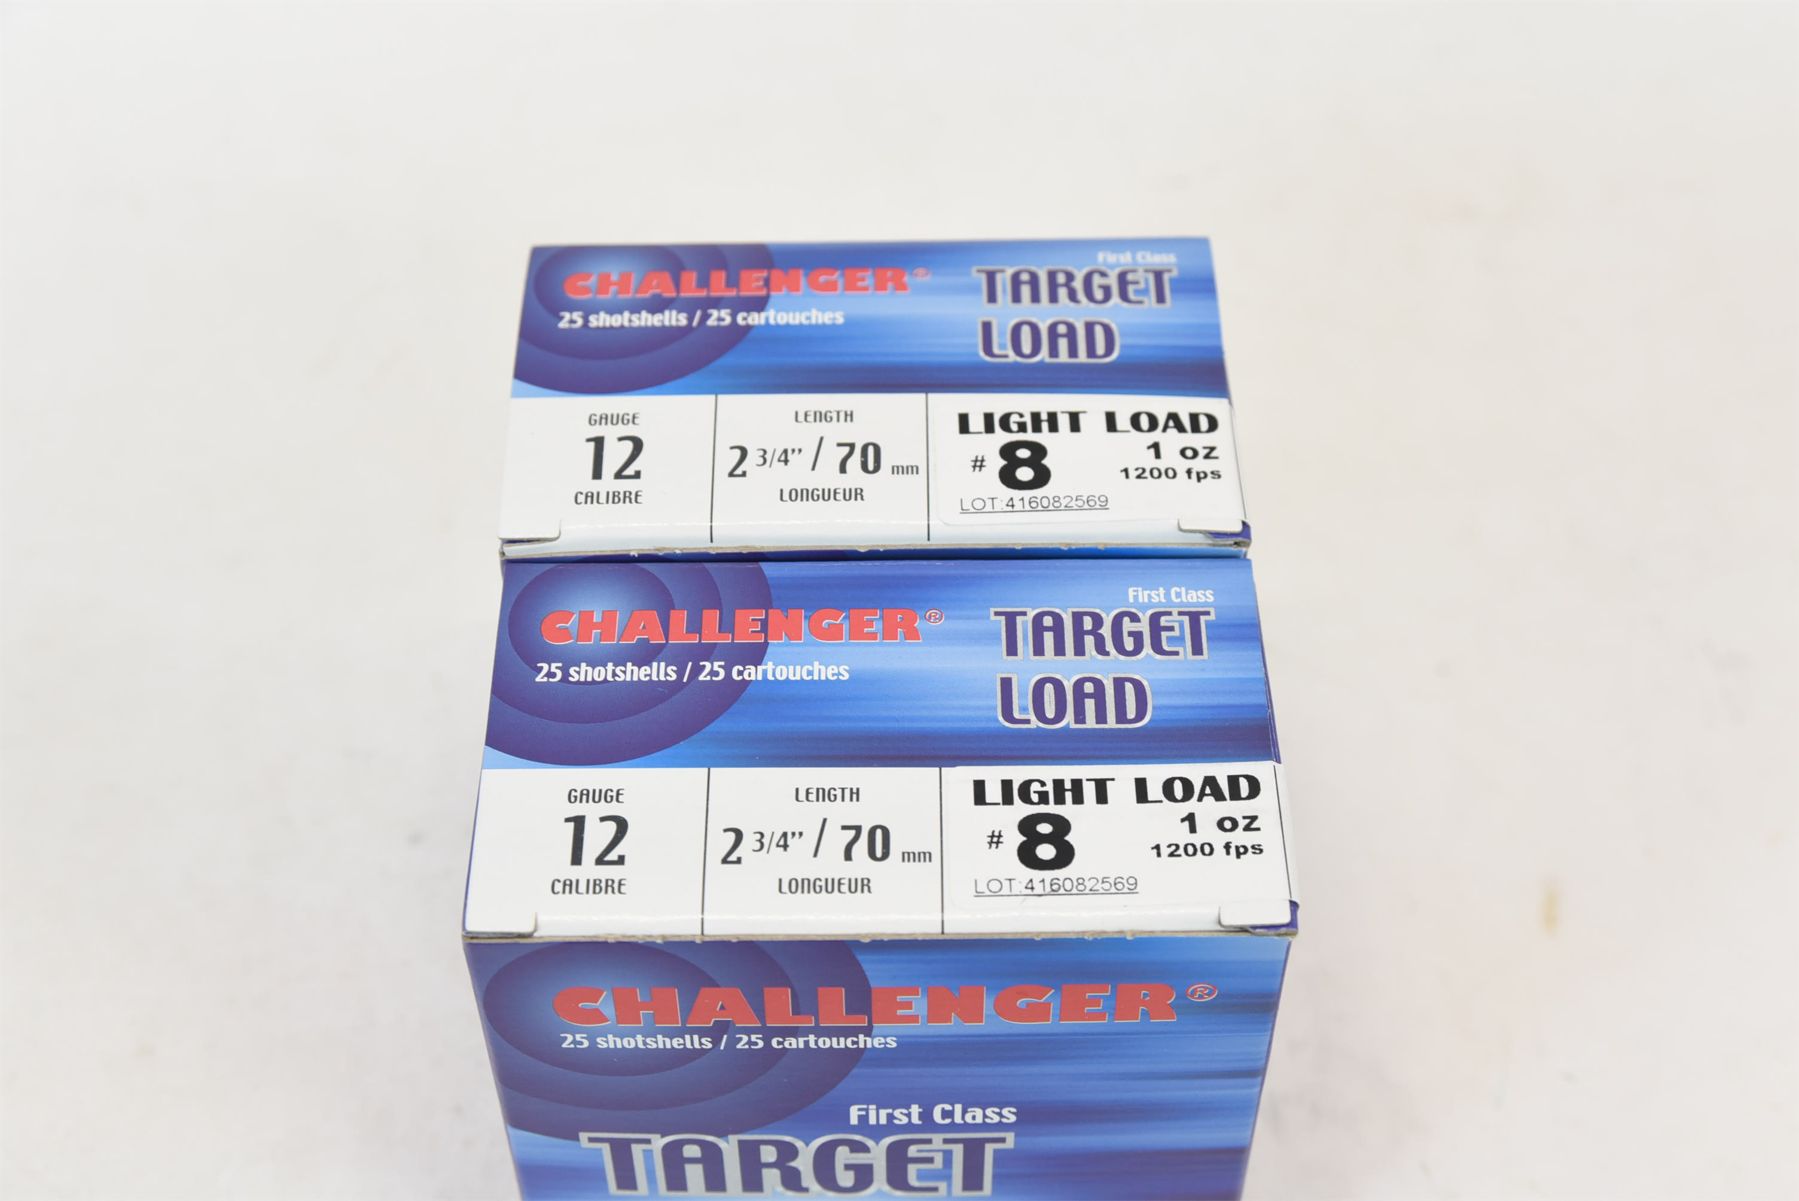 CHALLENGER®
25 shotshells / 25 cartouches
First Class
TARGET
LOAD
GAUGE
12
CALIBRE
LENGTH
2 3/4” / 70 mm
LONGUEUR
LIGHT LOAD
# 8
1 oz
1200 fps
LOT:416082569
CHALLENGER®
25 shotshells / 25 cartouches
First Class
TARGET
LOAD
GAUGE
12
CALIBRE
LENGTH
2 3/4” / 70 mm
LONGUEUR
LIGHT LOAD
# 8
1 oz
1200 fps
LOT:416082569
CHALLENGER®
25 shotshells / 25 cartouches
First Class
TARGET